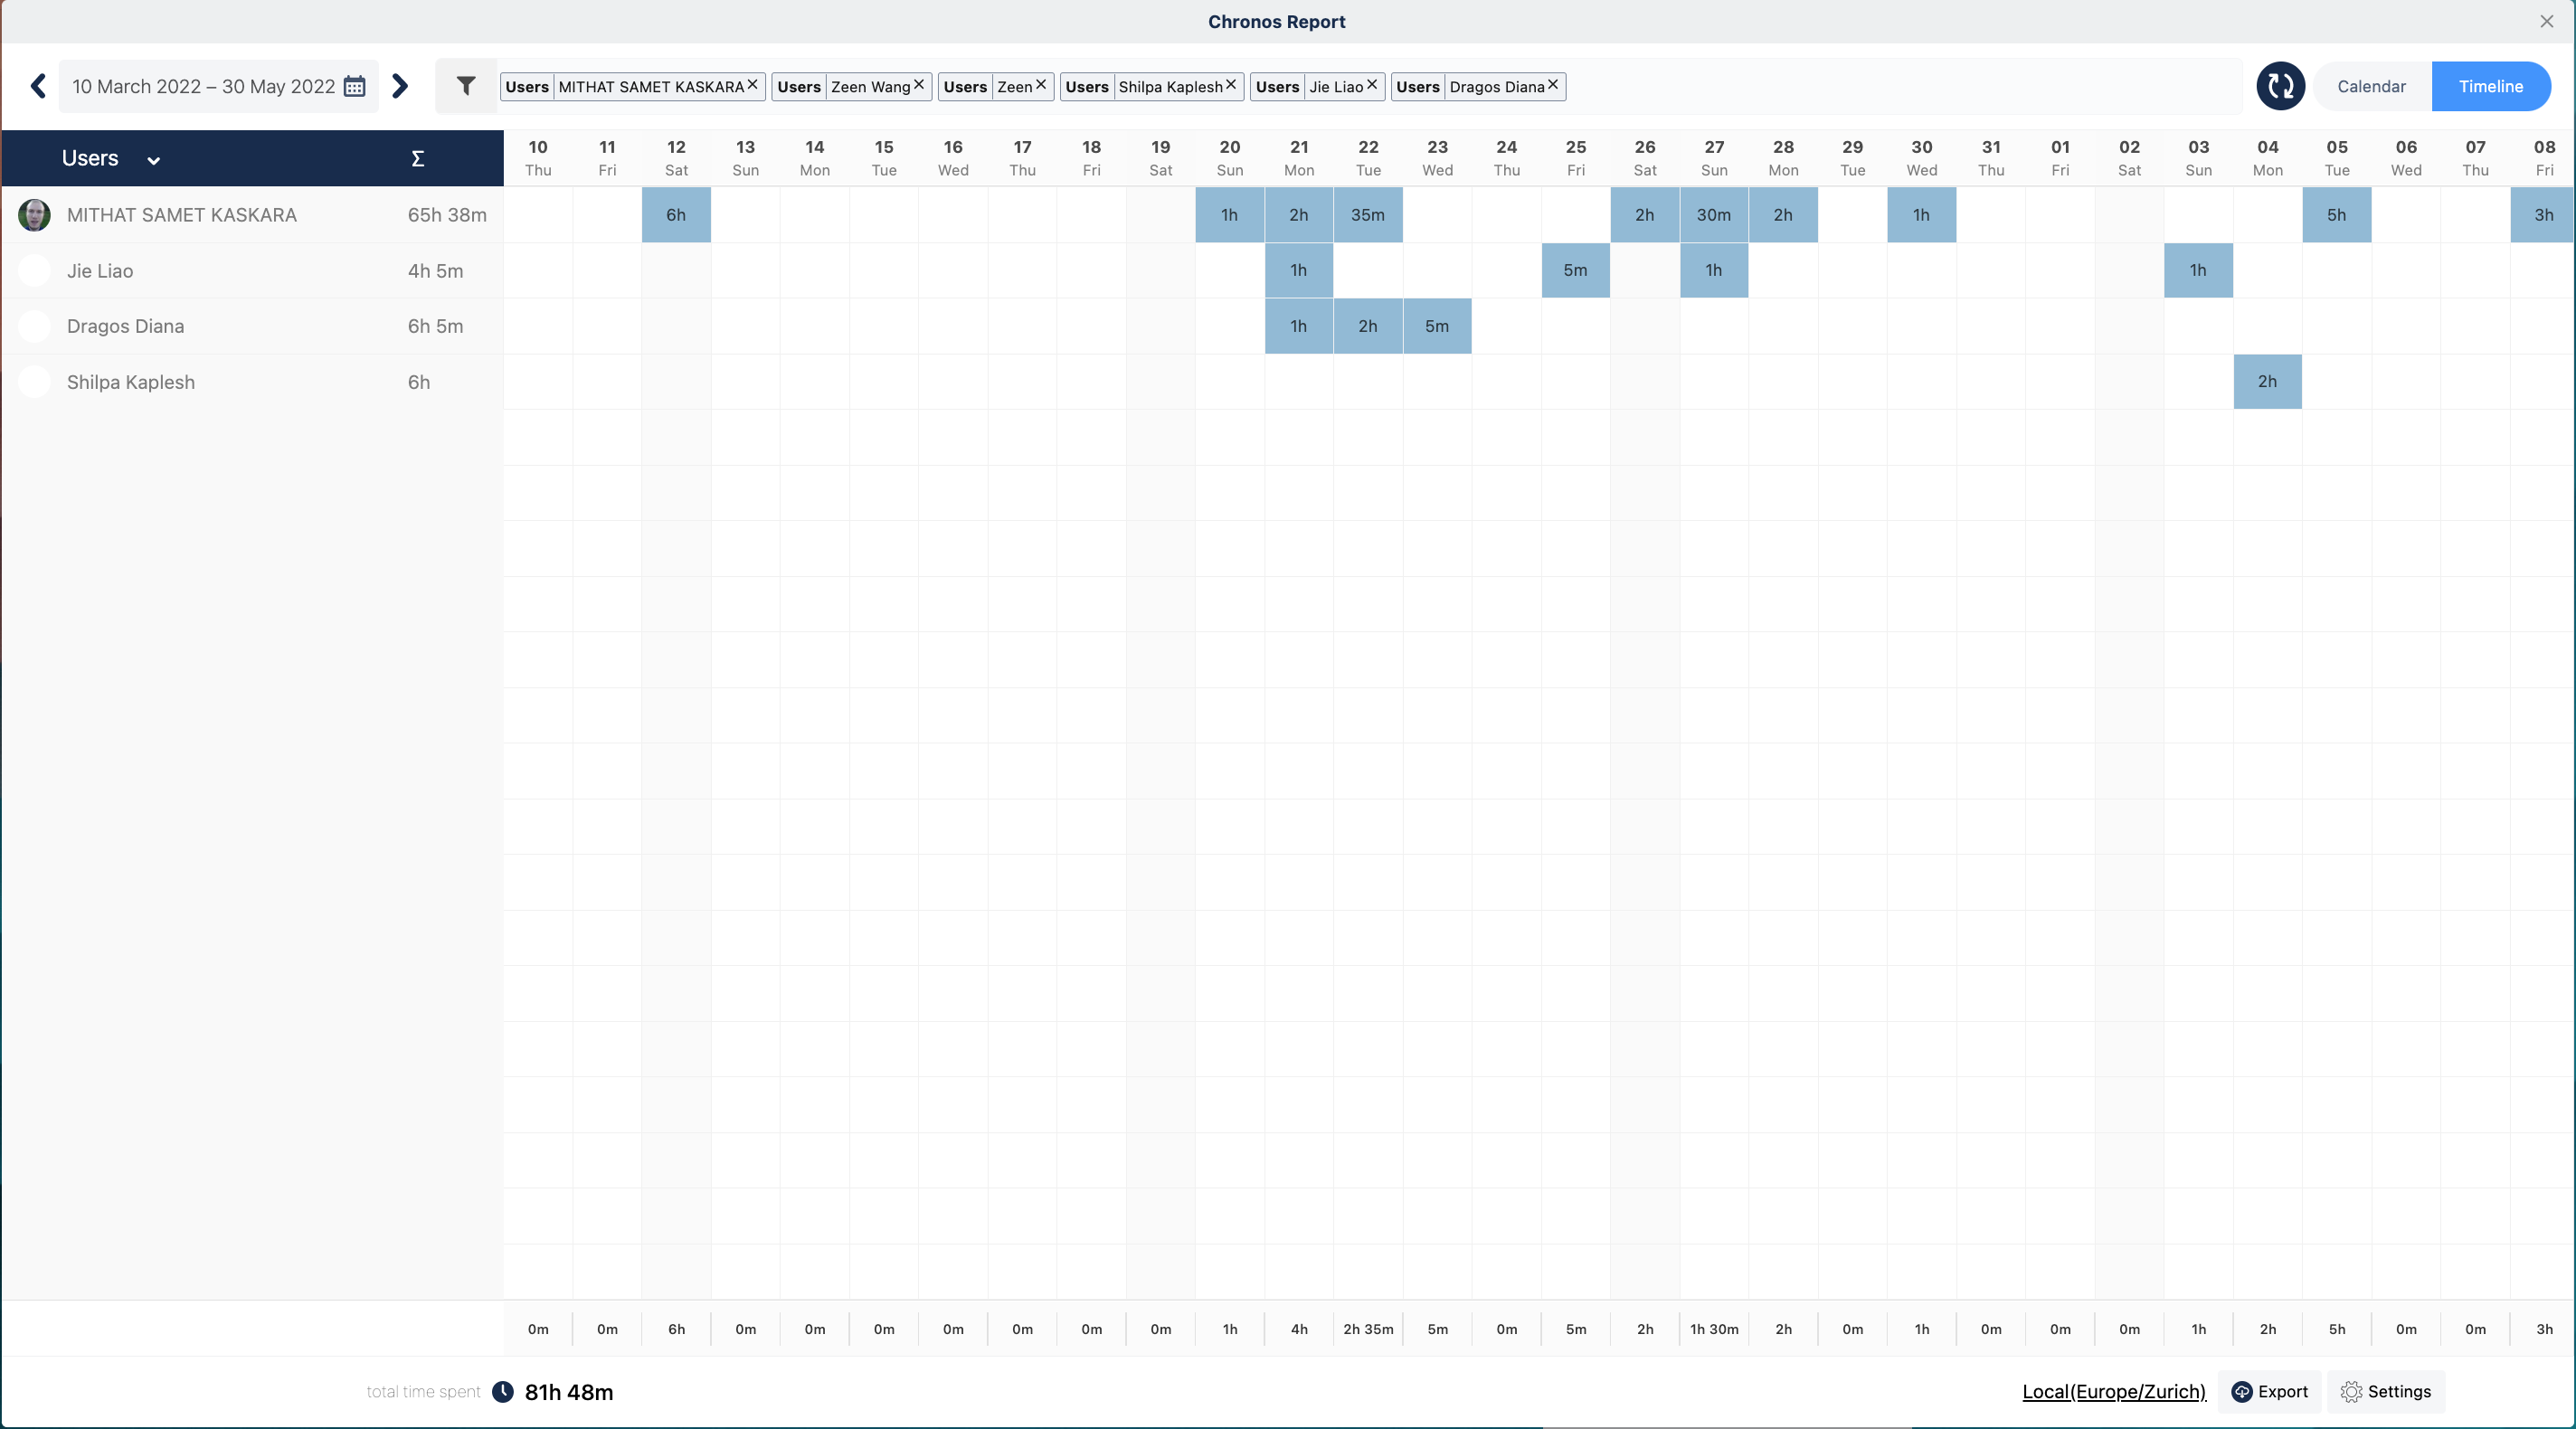 Chronos Report
10 March 2022 – 30 May 2022 Users MITHAT SAMET KASKARA Users Zeen Wang Users Zeen Users Shilpa Kaplesh Users Jie Liao Users Dragos Diana Calendar Timeline
Users Σ 10 11 12 13 14 15 16 17 18 19 20 21 22 23 24 25 26 27 28 29 30 31 01 02 03 04 05 06 07 08
Thu Fri Sat Sun Mon Tue Wed Thu Fri Sat Sun Mon Tue Wed Thu Fri Sat Sun Mon Tue Wed Thu Fri Sat Sun Mon Tue Wed Thu Fri
MITHAT SAMET KASKARA 65h 38m 6h 1h 2h 35m 2h 30m 2h 1h 5h 3h
Jie Liao 4h 5m 1h 5m 1h 1h
Dragos Diana 6h 5m 1h 2h 5m
Shilpa Kaplesh 6h 2h
0m 0m 6h 0m 0m 0m 0m 0m 0m 0m 1h 4h 2h 35m 5m 0m 5m 2h 1h 30m 2h 0m 1h 0m 0m 0m 1h 2h 5h 0m 0m 3h
total time spent 81h 48m Local(Europe/Zurich) Export Settings